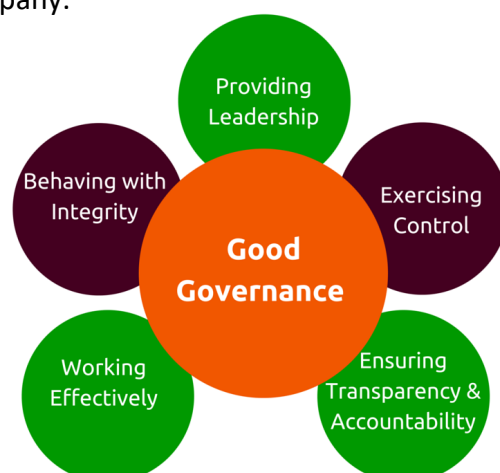 pany.
Providing
Leadership
Behaving with
Integrity
Exercising
Control
Good
Governance
Working
Effectively
Ensuring
Transparency &
Accountability